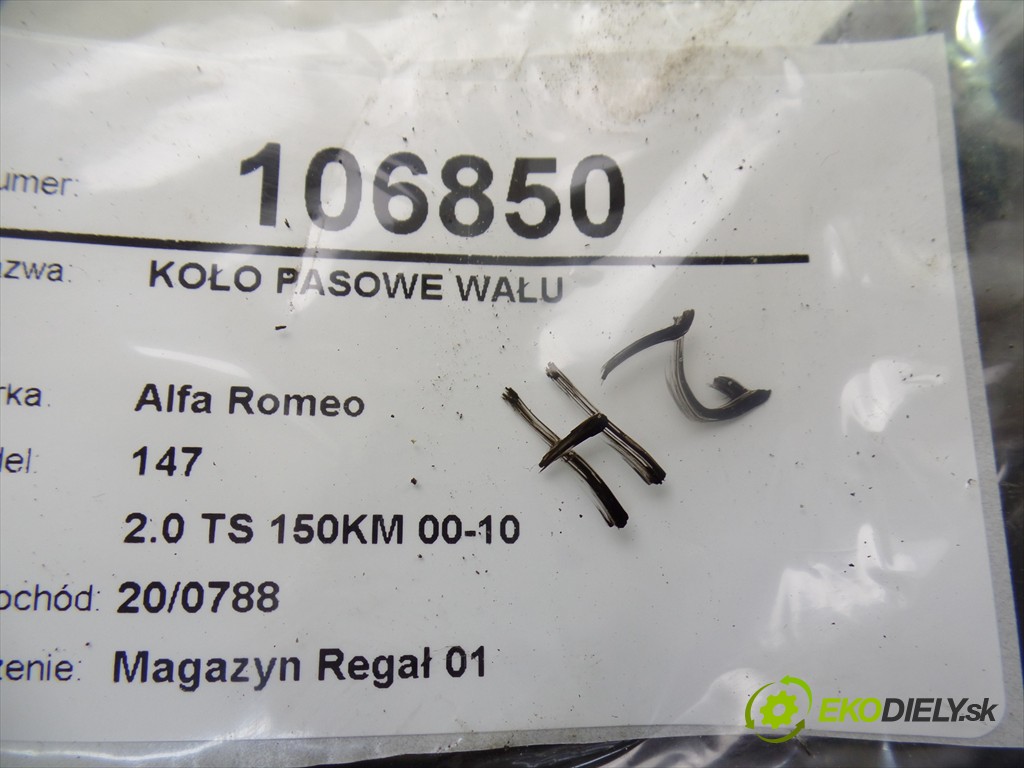 umer: 106850
azwa: KOŁO PASOWE WAŁU
rka. Alfa Romeo
del: 147
2.0 TS 150KM 00-10
ochód: 20/0788
zenie: Magazyn Regał 01
EKODIELY.sk